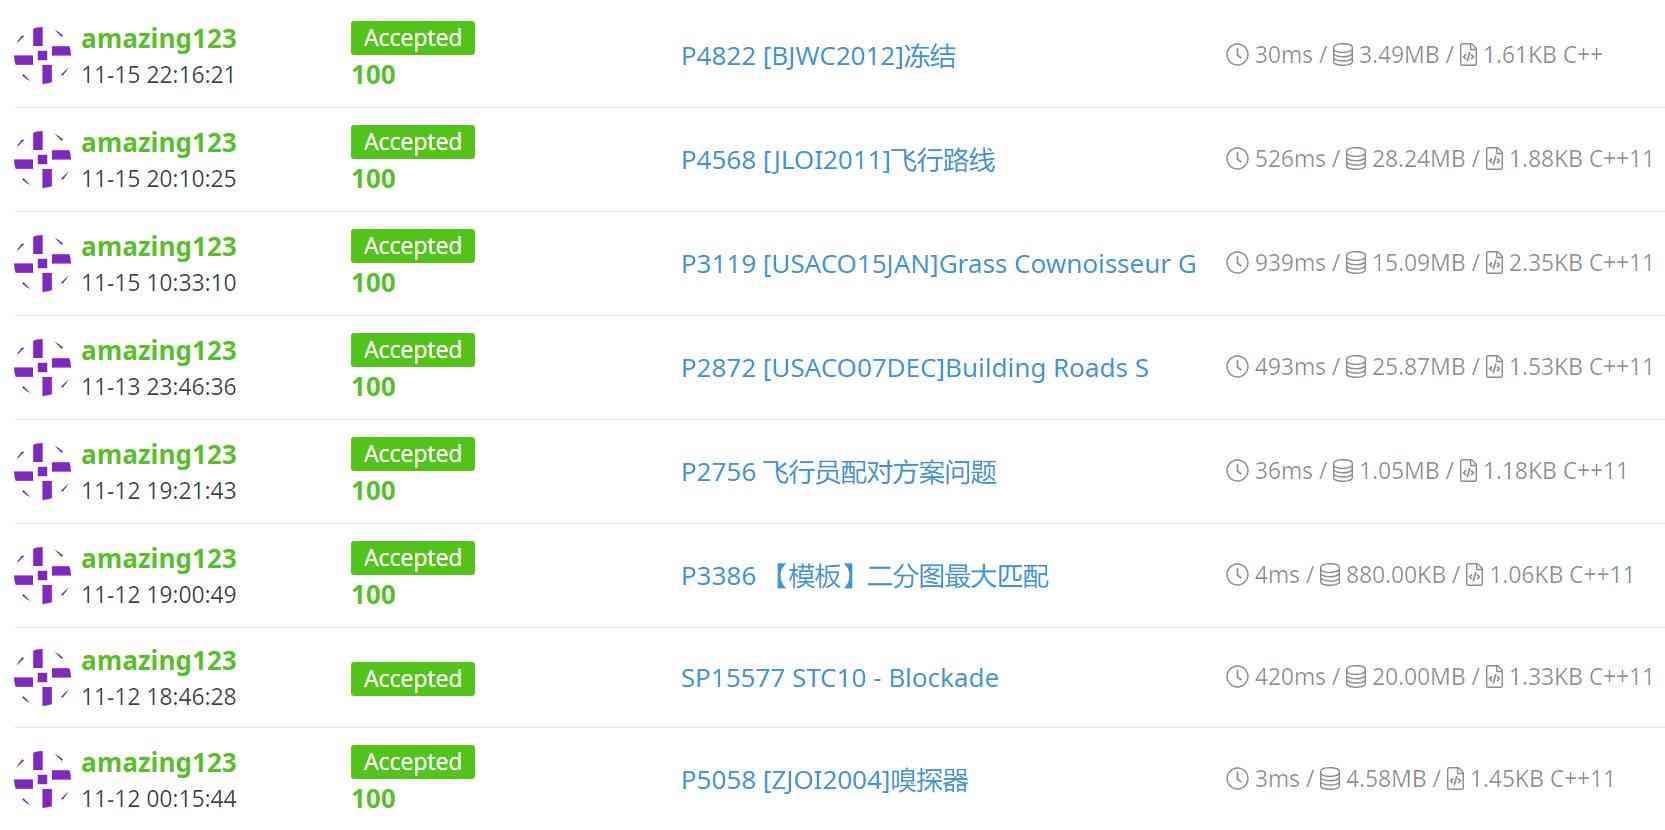 amazing123
11-15 22:16:21
Accepted
100
P4822 [BJWC2012]冻结
30ms / 3.49MB / 1.61KB C++
amazing123
11-15 20:10:25
Accepted
100
P4568 [JLOI2011]飞行路线
526ms / 28.24MB / 1.88KB C++11
amazing123
11-15 10:33:10
Accepted
100
P3119 [USACO15JAN]Grass Cownoisseur G
939ms / 15.09MB / 2.35KB C++11
amazing123
11-13 23:46:36
Accepted
100
P2872 [USACO07DEC]Building Roads S
493ms / 25.87MB / 1.53KB C++11
amazing123
11-12 19:21:43
Accepted
100
P2756 飞行员配对方案问题
36ms / 1.05MB / 1.18KB C++11
amazing123
11-12 19:00:49
Accepted
100
P3386 【模板】二分图最大匹配
4ms / 880.00KB / 1.06KB C++11
amazing123
11-12 18:46:28
Accepted
SP15577 STC10 - Blockade
420ms / 20.00MB / 1.33KB C++11
amazing123
11-12 00:15:44
Accepted
100
P5058 [ZJOI2004]嗅探器
3ms / 4.58MB / 1.45KB C++11